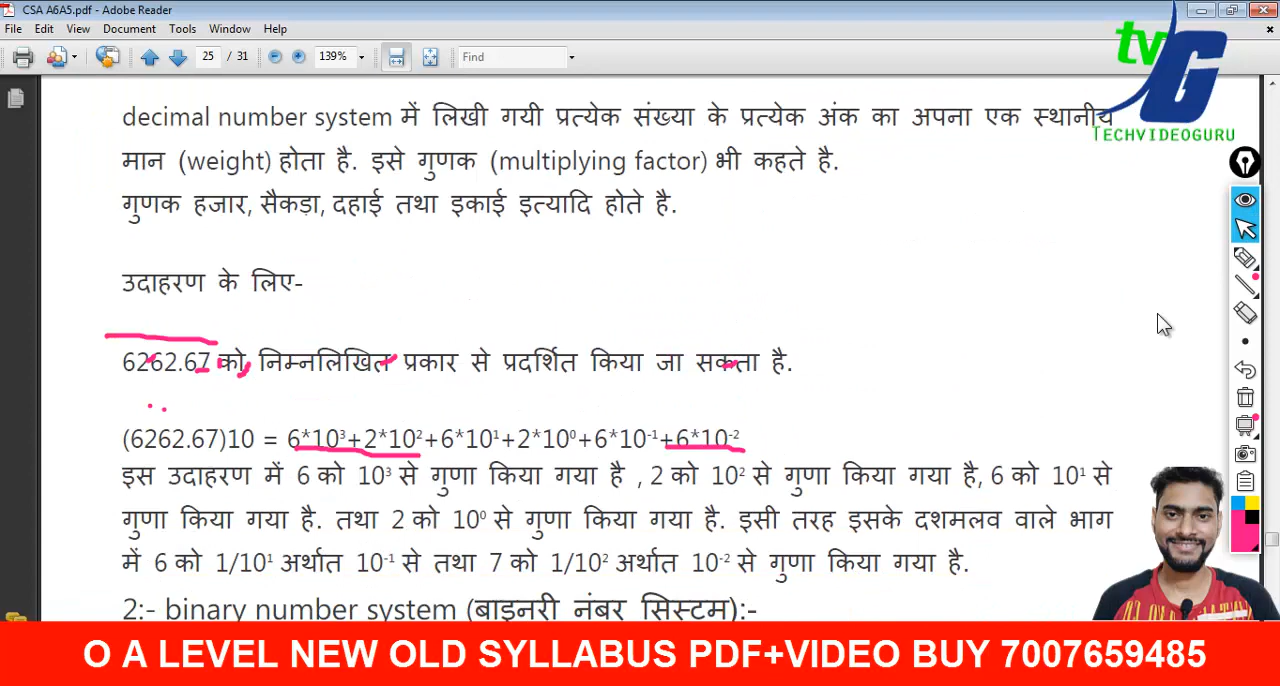 CSA A6A5.pdf - Adobe Reader
File Edit View Document Tools Window Help
25 / 31 139% Find
tvG
TECHVIDEOGURU
decimal number system में लिखी गयी प्रत्येक संख्या के प्रत्येक अंक का अपना एक स्थानीय
मान (weight) होता है. इसे गुणक (multiplying factor) भी कहते है.
गुणक हजार, सैकड़ा, दहाई तथा इकाई इत्यादि होते है.
उदाहरण के लिए-
6262.67 को, निम्नलिखित प्रकार से प्रदर्शित किया जा सकता है.
(6262.67)10 = 6*10³+2*10²+6*10¹+2*10⁰+6*10⁻¹+6*10⁻²
इस उदाहरण में 6 को 10³ से गुणा किया गया है , 2 को 10² से गुणा किया गया है, 6 को 10¹ से
गुणा किया गया है. तथा 2 को 10⁰ से गुणा किया गया है. इसी तरह इसके दशमलव वाले भाग
में 6 को 1/10¹ अर्थात 10⁻¹ से तथा 7 को 1/10² अर्थात 10⁻² से गुणा किया गया है.
2:- binary number system (बाइनरी नंबर सिस्टम):-
O A LEVEL NEW OLD SYLLABUS PDF+VIDEO BUY 7007659485